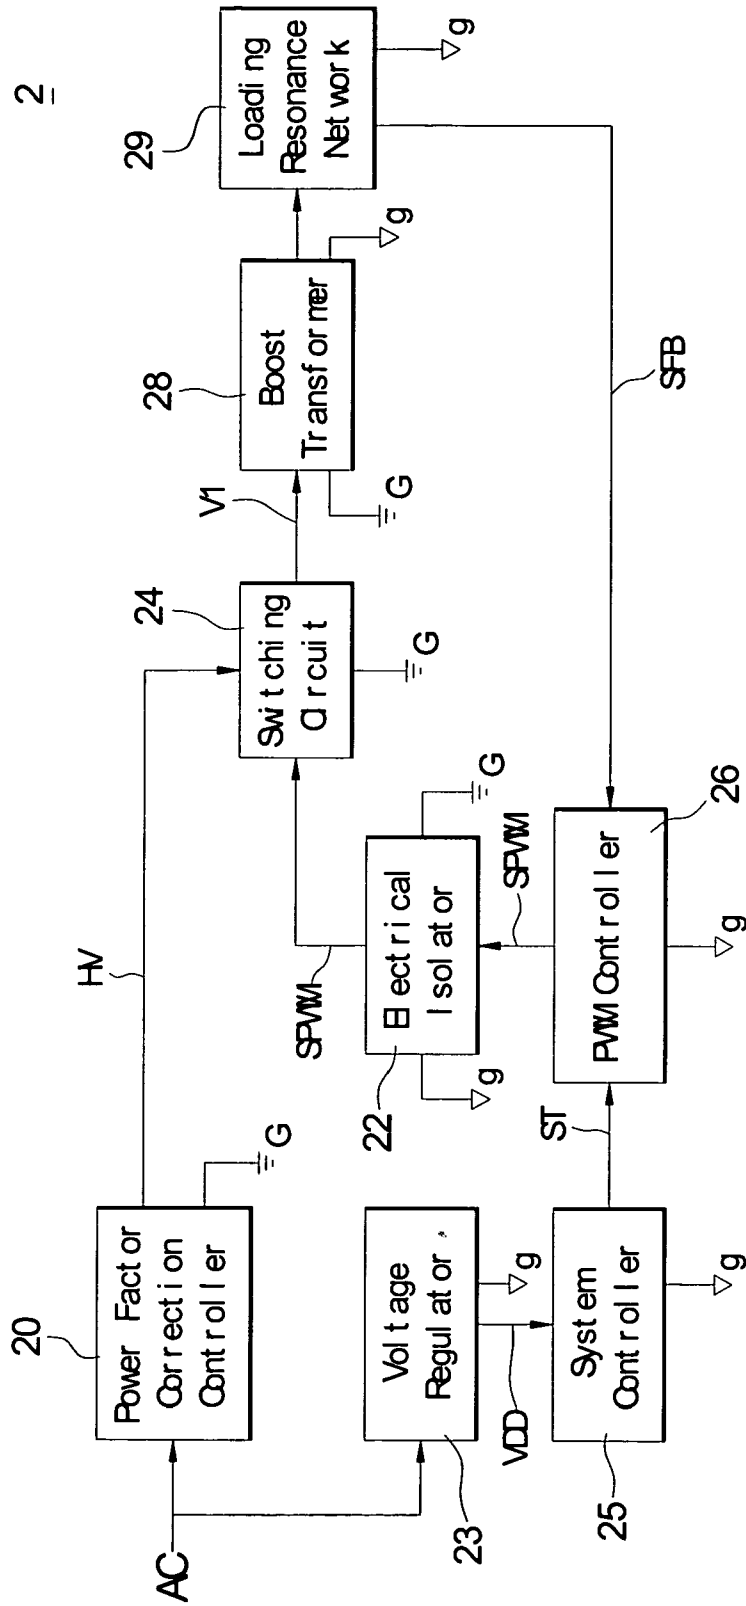 2
AC
20
Power Factor
Correction
Controller
G
HV
23
Voltage
Regulator
g
VDD
25
System
Controller
g
ST
22
Electrical
Isolator
g
G
SPWM
SPWM
PWM Controller
26
g
24
Switching
Circuit
G
V1
28
Boost
Transformer
G
g
29
Loading
Resonance
Network
g
SFB